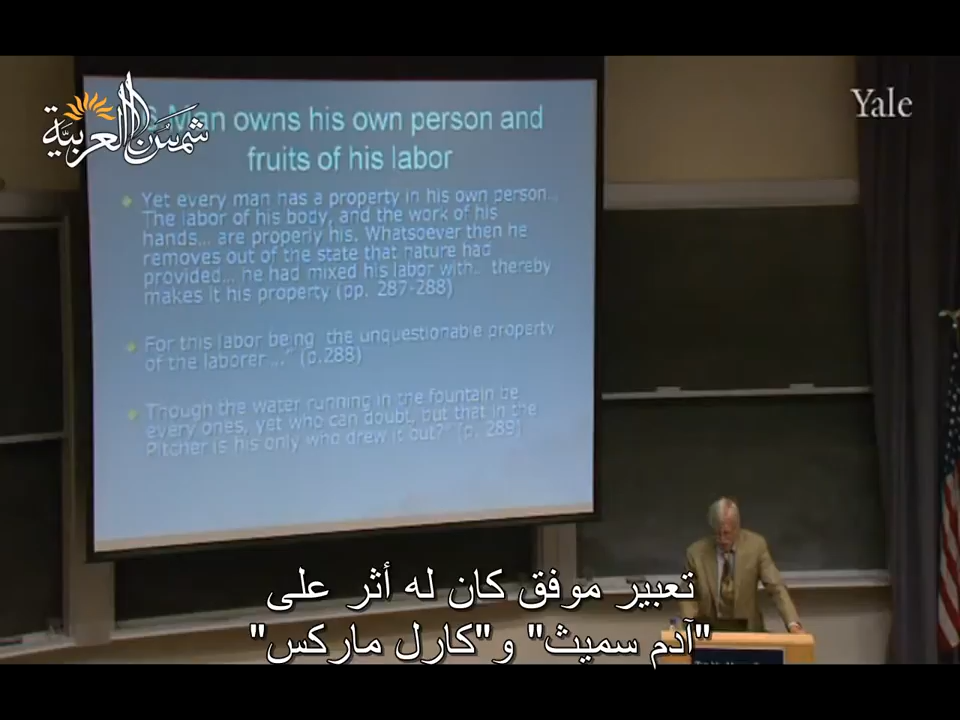 شمس العربية
Yale
Man owns his own person and
fruits of his labor
Yet every man has a property in his own person..
The labor of his body, and the work of his
hands... are properly his. Whatsoever then he
removes out of the state that nature had
provided... he had mixed his labor with.. thereby
makes it his property (pp. 287-288)
For this labor being the unquestionable property
of the laborer...." (p.288)
Though the water running in the fountain be
every ones, yet who can doubt, but that in the
Pitcher is his only who drew it out?" (p. 289)
تعبير موفق كان له أثر على
"آدم سميث" و"كارل ماركس"